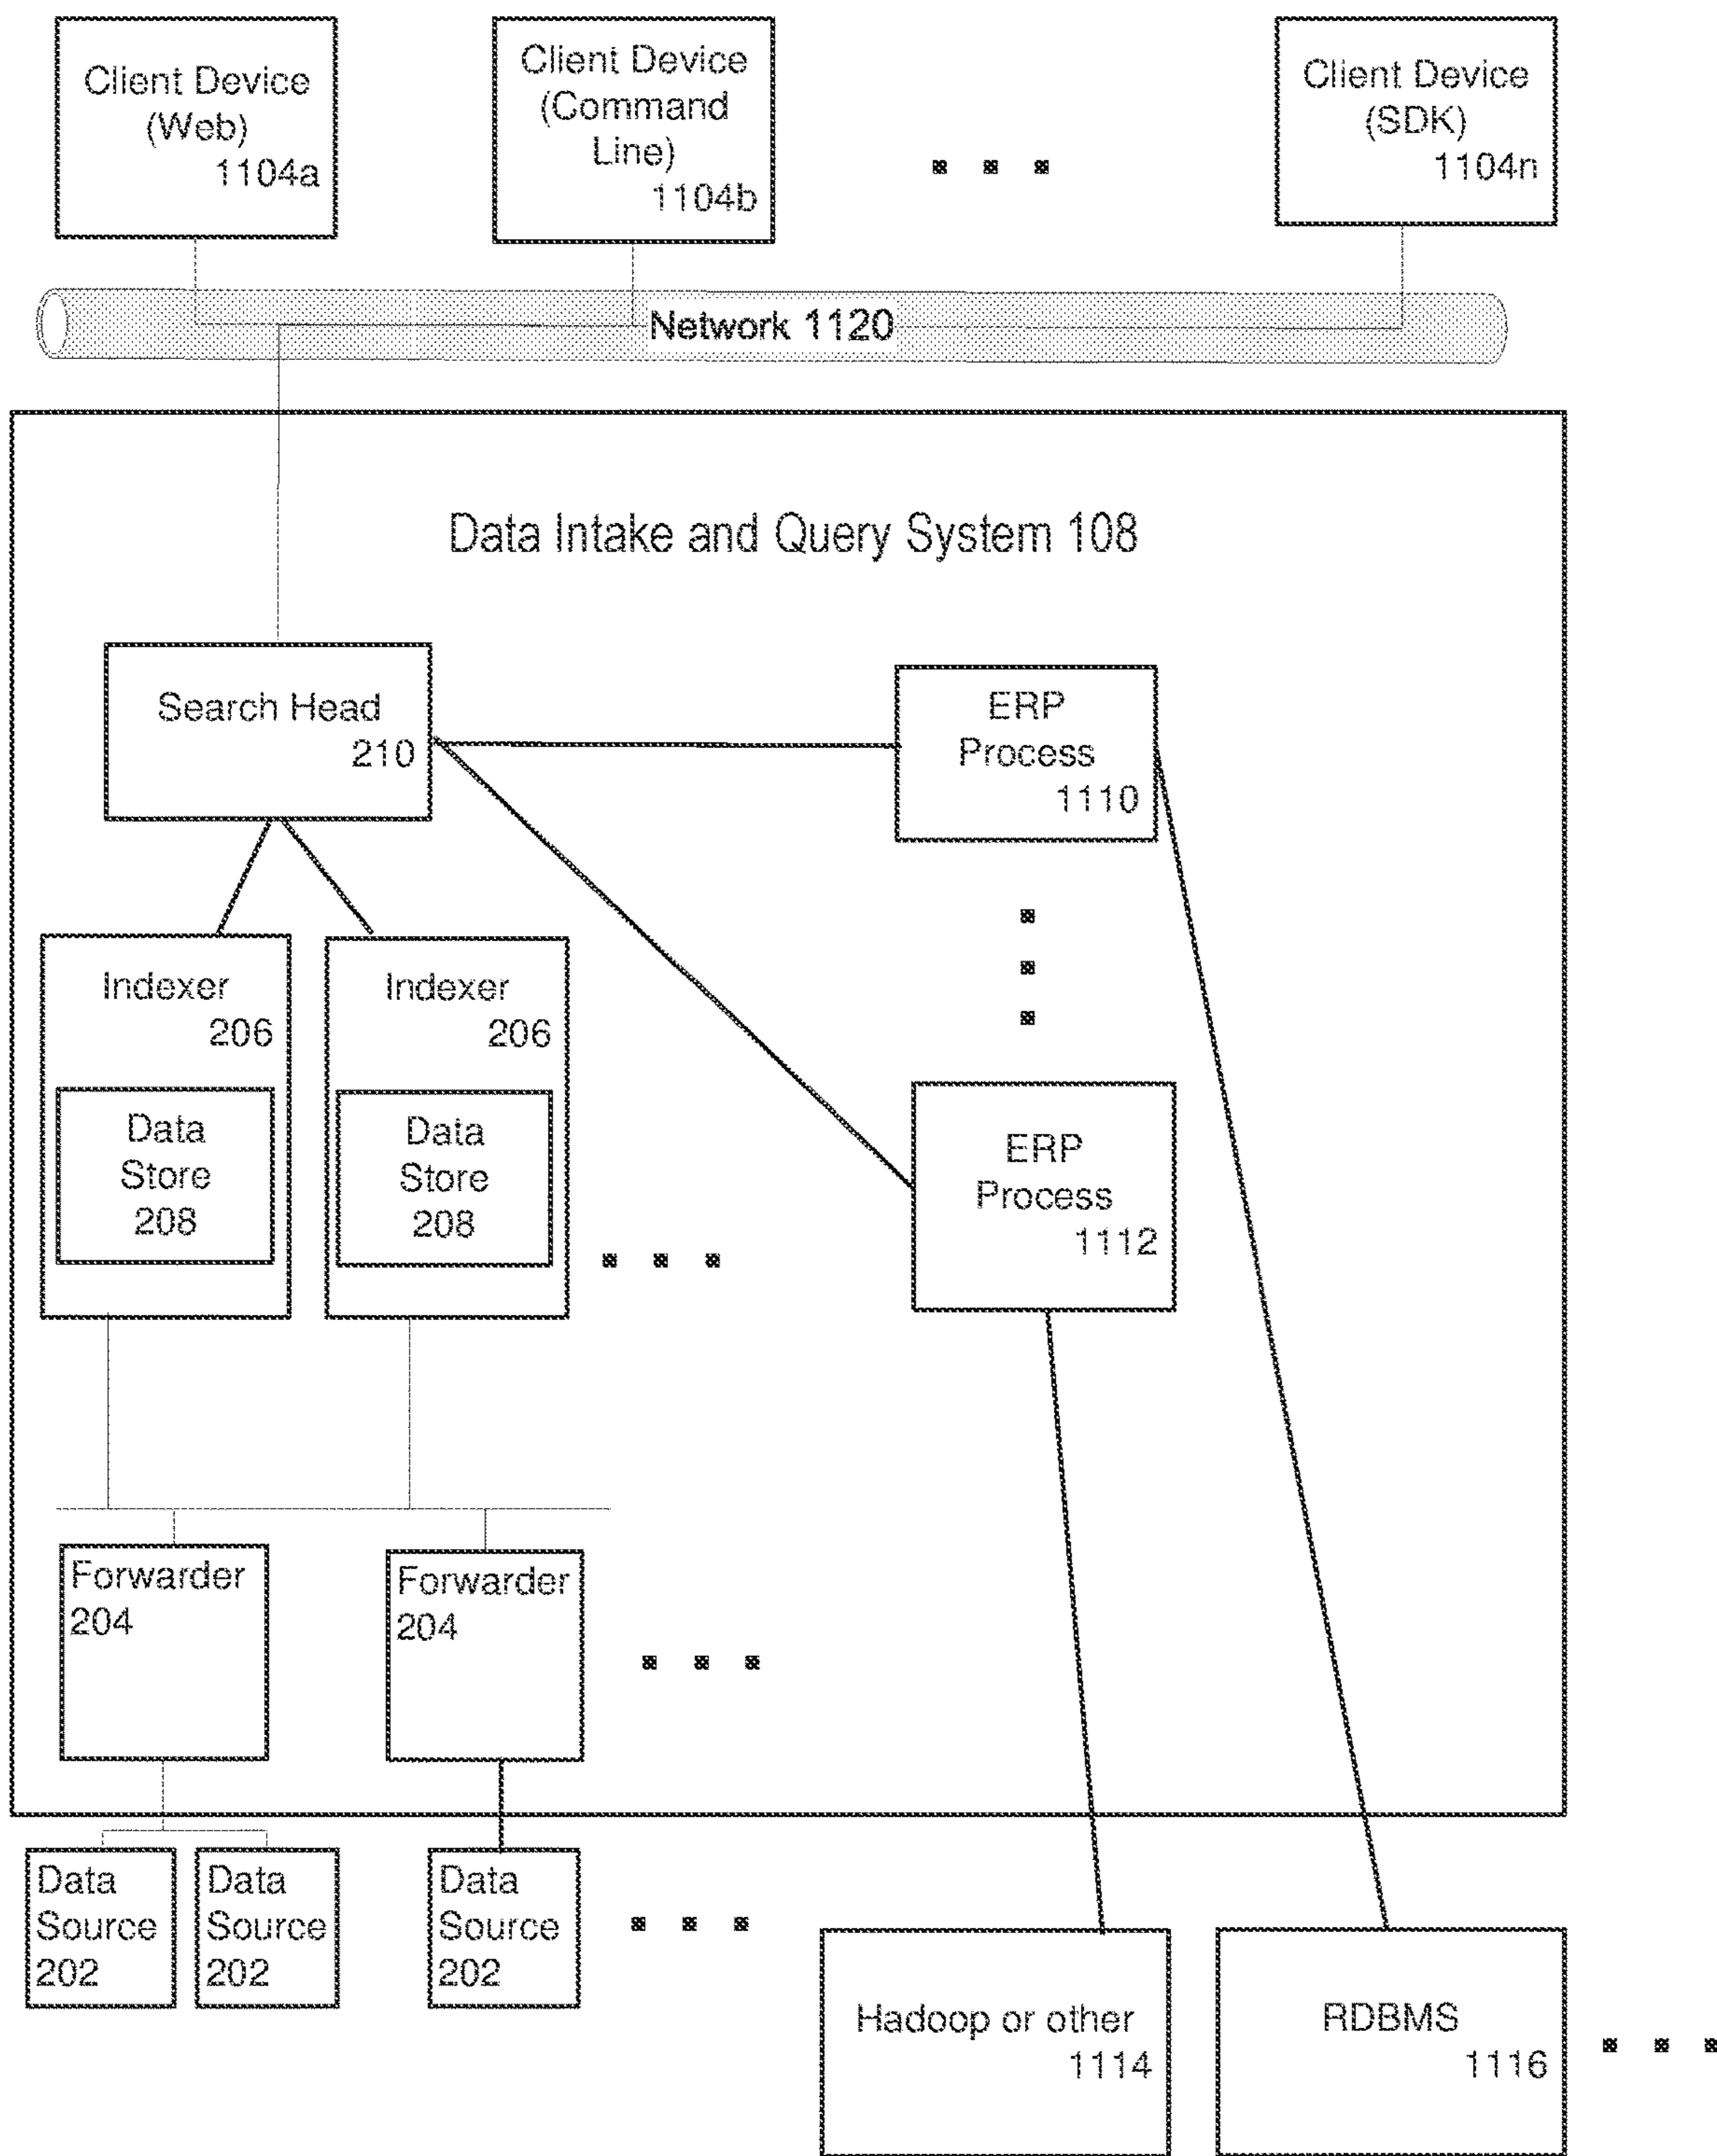 Client Device
(Web)
1104a
Client Device
(Command
Line)
1104b
Client Device
(SDK)
1104n
Network 1120
Data Intake and Query System 108
Search Head
210
ERP
Process
1110
Indexer
206
Data
Store
208
Indexer
206
Data
Store
208
ERP
Process
1112
Forwarder
204
Forwarder
204
Data
Source
202
Data
Source
202
Data
Source
202
Hadoop or other
1114
RDBMS
1116